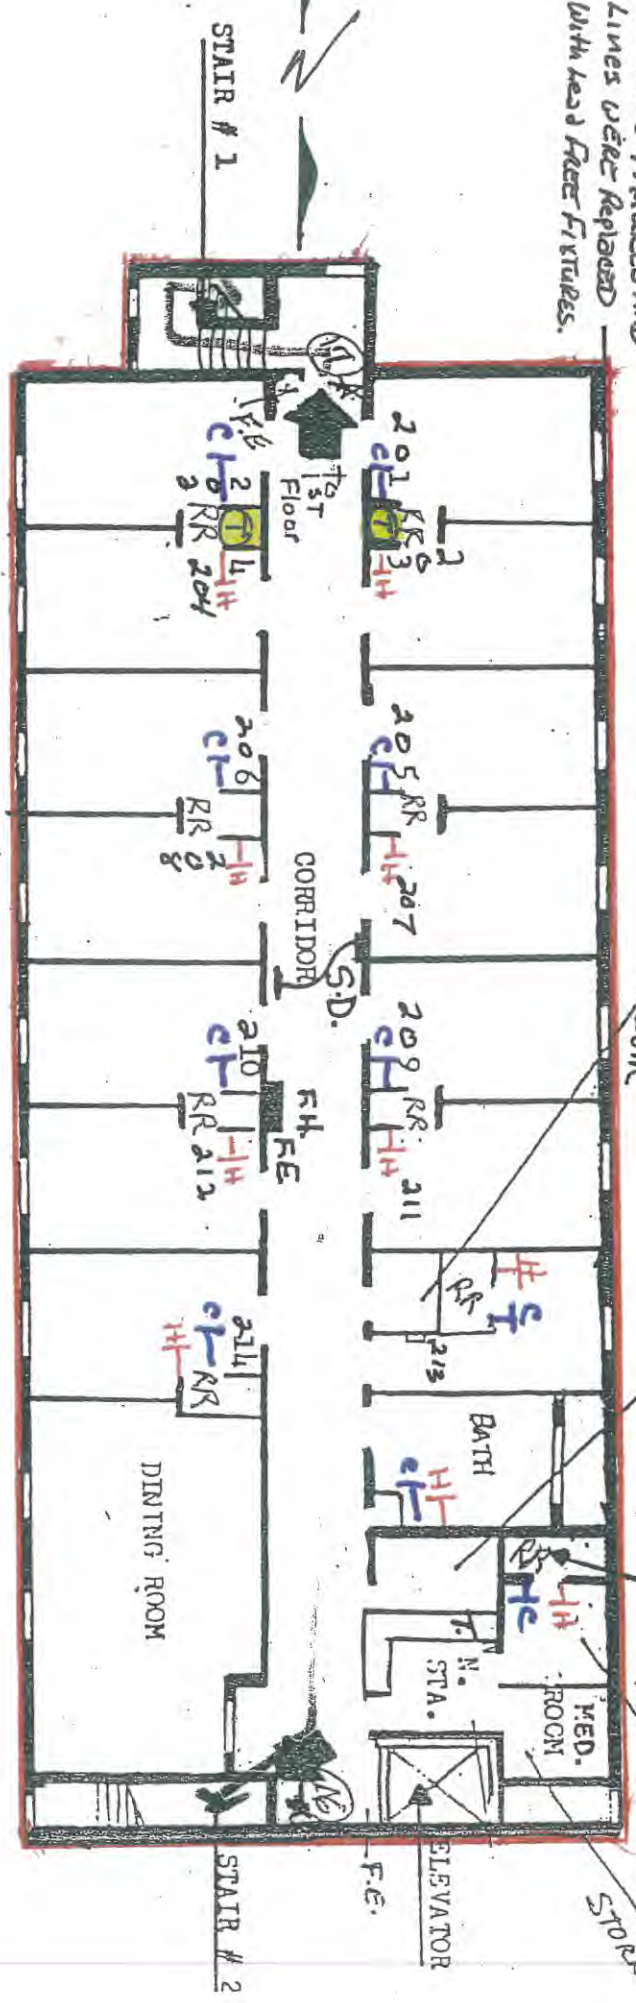 Lines WERE Replaced
With Lead FREE FixTURES.
N
STAIR # 1
17
F.E
TO
1ST
Floor
201
C
RR
T
203
H
202
C
RR
T
204
H
205
C
RR
207
H
206
C
RR
208
H
CORRIDOR
S.D.
209
C
RR
211
H
210
C
RR
212
H
F.H.
F.E
RR
H
C
213
214
C
H
RR
BATH
H
C
DINING ROOM
RR
H
C
MED.
ROOM
N.
STA.
T.
16
ELEVATOR
F.E.
STAIR # 2